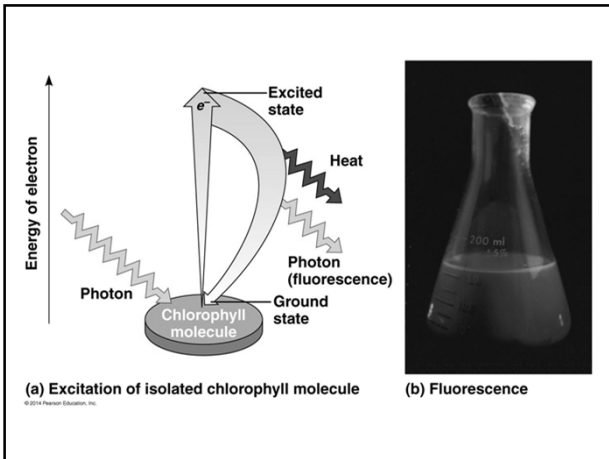 Energy of electron
e–
Excited
state
Heat
Photon
Photon
(fluorescence)
Ground
state
Chlorophyll
molecule
200 ml
5%
(a) Excitation of isolated chlorophyll molecule
(b) Fluorescence
© 2014 Pearson Education, Inc.